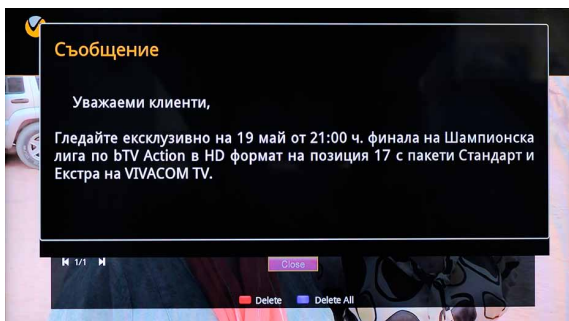 Съобщение
Уважаеми клиенти,
Гледайте ексклузивно на 19 май от 21:00 ч. финала на Шампионска
лига по bTV Action в HD формат на позиция 17 с пакети Стандарт и
Екстра на VIVACOM TV.
1/1
Close
Delete Delete All